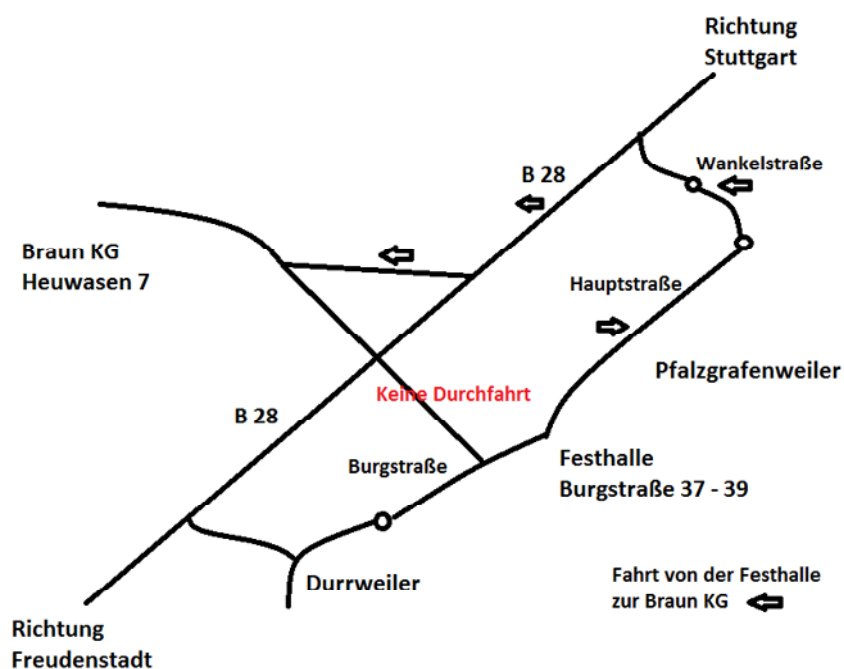 Richtung
Stuttgart
Wankelstraße
B 28
Braun KG
Heuwasen 7
Hauptstraße
Pfalzgrafenweiler
Keine Durchfahrt
B 28
Burgstraße
Festhalle
Burgstraße 37 - 39
Durrweiler
Fahrt von der Festhalle
zur Braun KG
Richtung
Freudenstadt